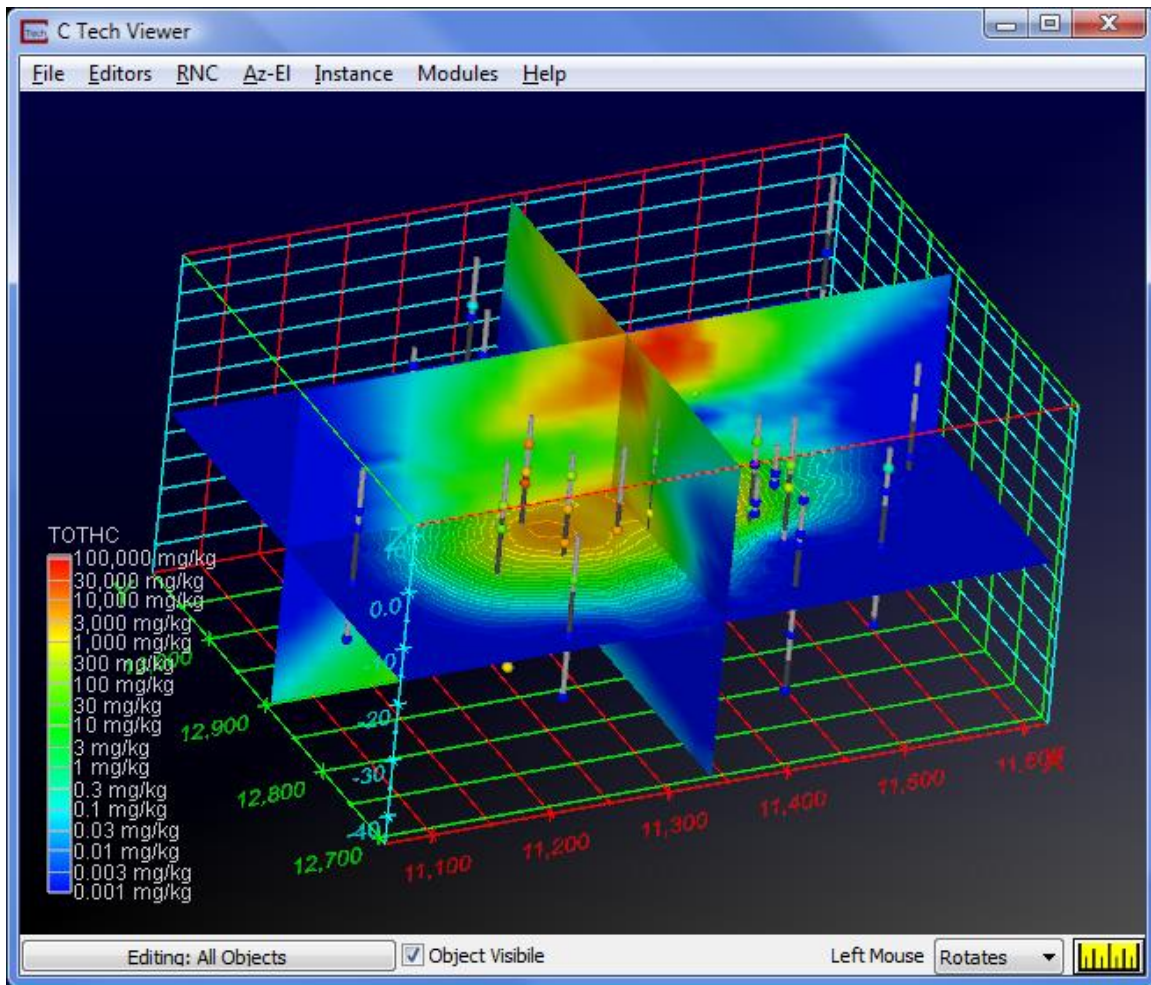 C Tech Viewer
File Editors RNC Az-El Instance Modules Help
TOTHC
100,000 mg/kg
30,000 mg/kg
10,000 mg/kg
3,000 mg/kg
1,000 mg/kg
300 mg/kg
100 mg/kg
30 mg/kg
10 mg/kg
3 mg/kg
1 mg/kg
0.3 mg/kg
0.1 mg/kg
0.03 mg/kg
0.01 mg/kg
0.003 mg/kg
0.001 mg/kg
0.0
-10
-20
-30
-40
12,900
12,800
12,700
11,100
11,200
11,300
11,400
11,500
Editing: All Objects
Object Visibile
Left Mouse
Rotates